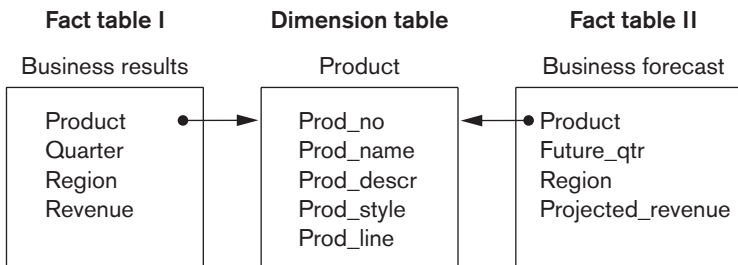 Fact table I
Dimension table
Fact table II
Business results
Product
Business forecast
Product
Quarter
Region
Revenue
Prod_no
Prod_name
Prod_descr
Prod_style
Prod_line
Product
Future_qtr
Region
Projected_revenue